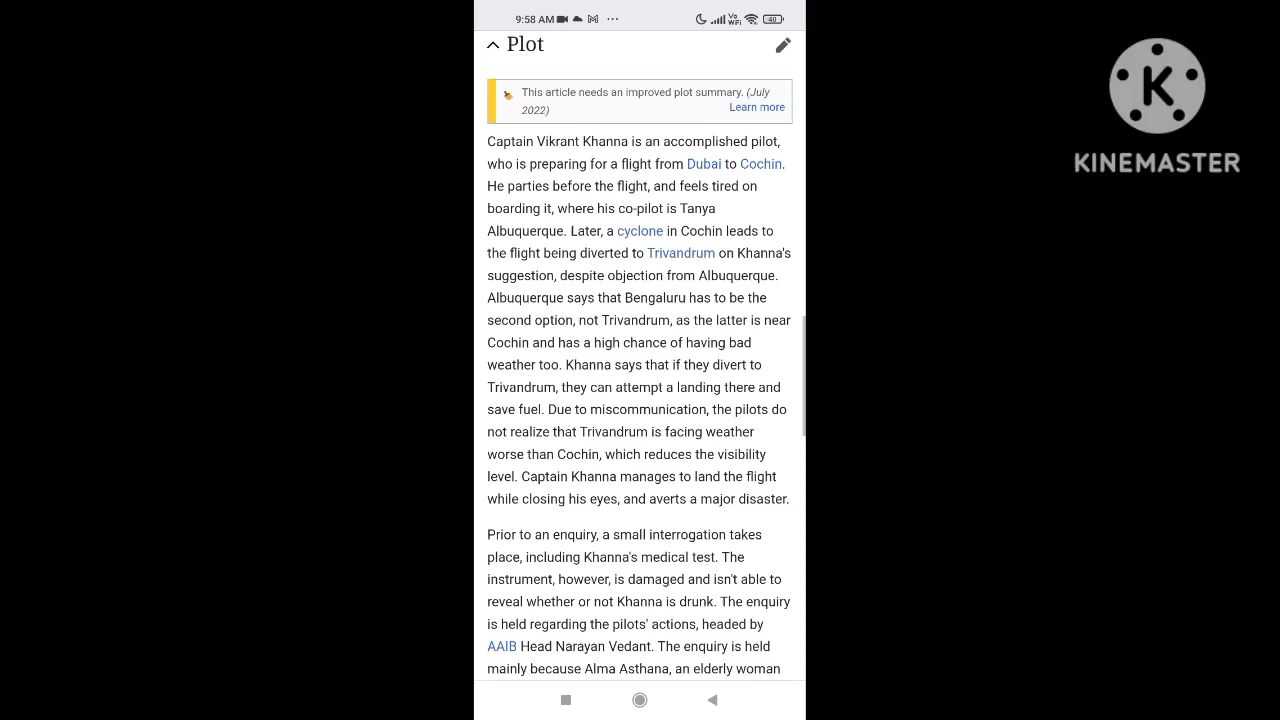 9:58 AM
Vo
WiFi
40
Plot
This article needs an improved plot summary. (July
2022)
Learn more
Captain Vikrant Khanna is an accomplished pilot,
who is preparing for a flight from Dubai to Cochin.
He parties before the flight, and feels tired on
boarding it, where his co-pilot is Tanya
Albuquerque. Later, a cyclone in Cochin leads to
the flight being diverted to Trivandrum on Khanna's
suggestion, despite objection from Albuquerque.
Albuquerque says that Bengaluru has to be the
second option, not Trivandrum, as the latter is near
Cochin and has a high chance of having bad
weather too. Khanna says that if they divert to
Trivandrum, they can attempt a landing there and
save fuel. Due to miscommunication, the pilots do
not realize that Trivandrum is facing weather
worse than Cochin, which reduces the visibility
level. Captain Khanna manages to land the flight
while closing his eyes, and averts a major disaster.
Prior to an enquiry, a small interrogation takes
place, including Khanna's medical test. The
instrument, however, is damaged and isn't able to
reveal whether or not Khanna is drunk. The enquiry
is held regarding the pilots' actions, headed by
AAIB Head Narayan Vedant. The enquiry is held
mainly because Alma Asthana, an elderly woman
K
KINEMASTER